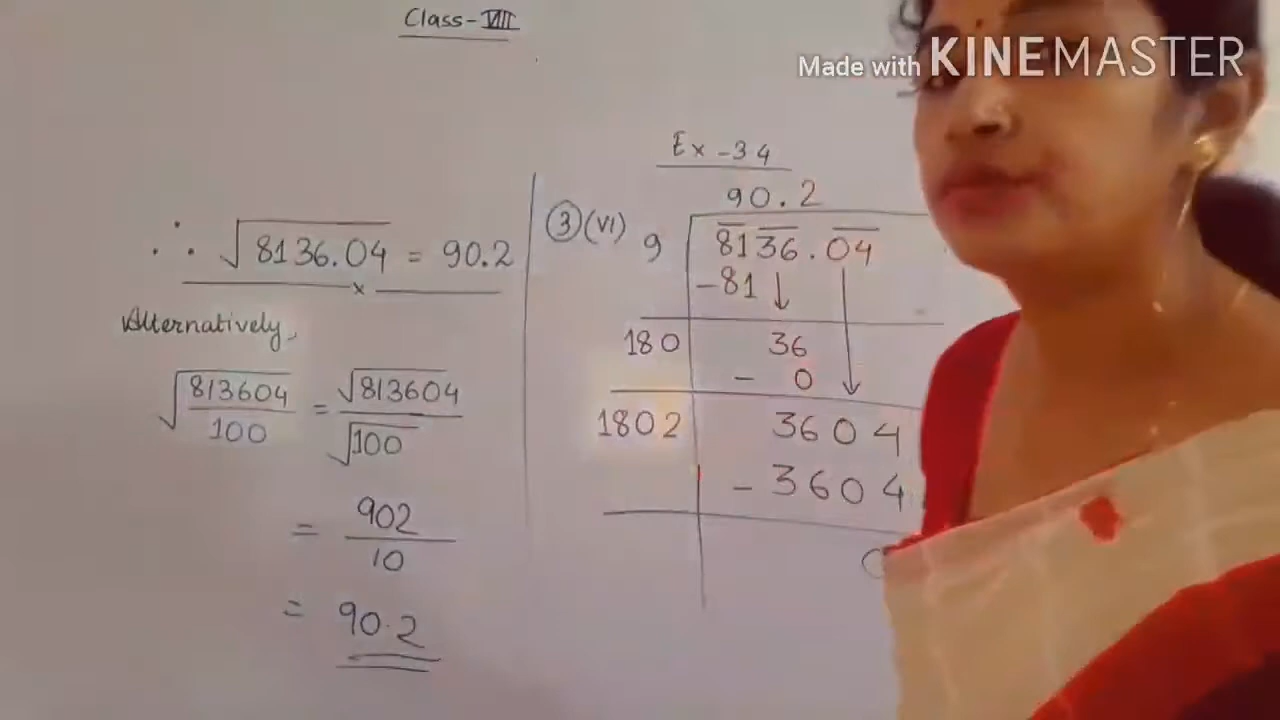 Class-VIII
Made with KINEMASTER
∴ √8136.04 = 90.2
x
Alternatively,
√(813604/100) = √813604/√100
= 902/10
= 90.2
Ex - 3.4
③(vi)
90.2
9 8136.04
-81 ↓
180 36
- 0 ↓
1802 3604
- 3604
0